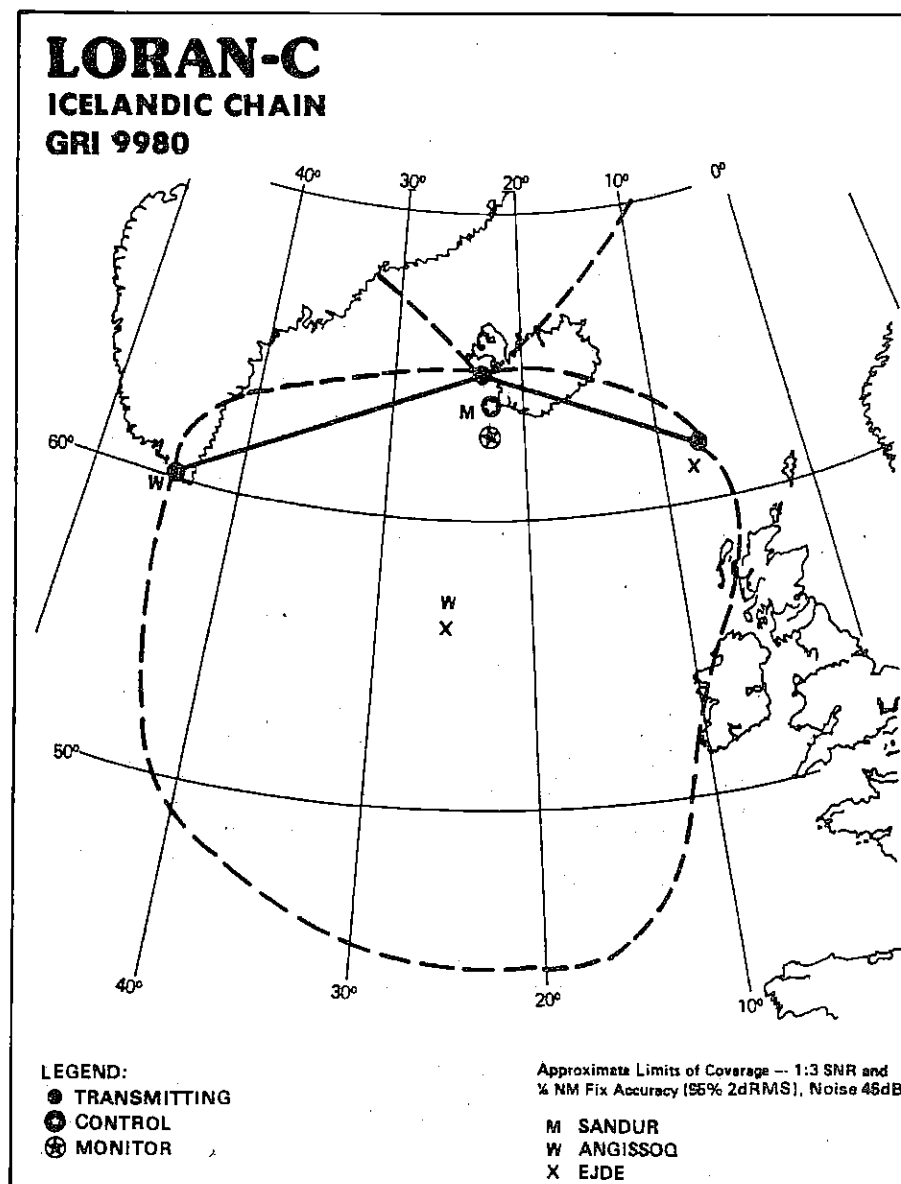 LORAN-C
ICELANDIC CHAIN
GRI 9980
40° 30° 20° 10° 0°
M
60°
W X
W
X
50°
40° 30° 20° 10°
LEGEND:
TRANSMITTING
CONTROL
MONITOR
Approximate Limits of Coverage — 1:3 SNR and
¼ NM Fix Accuracy (95% 2dRMS), Noise 45dB
M SANDUR
W ANGISSOQ
X EJDE